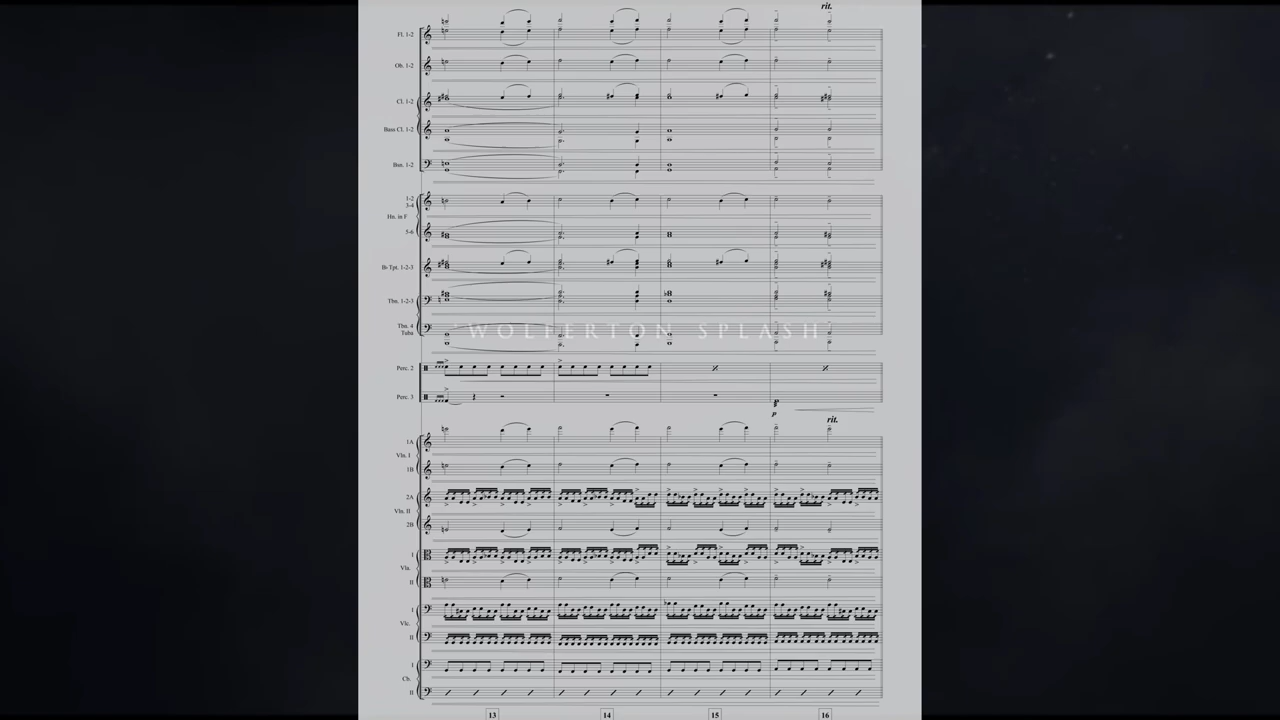 rit.
Fl. 1-2
Ob. 1-2
Cl. 1-2
Bass Cl. 1-2
Bsn. 1-2
1-2
3-4
Hn. in F
5-6
B♭ Tpt. 1-2-3
Tbn. 1-2-3
Tbn. 4
Tuba
WOLFERTON SPLASH
Perc. 2
Perc. 3
p
rit.
1A
Vln. I
1B
2A
Vln. II
2B
I
Vla.
II
I
Vlc.
II
I
Cb.
II
13 14 15 16